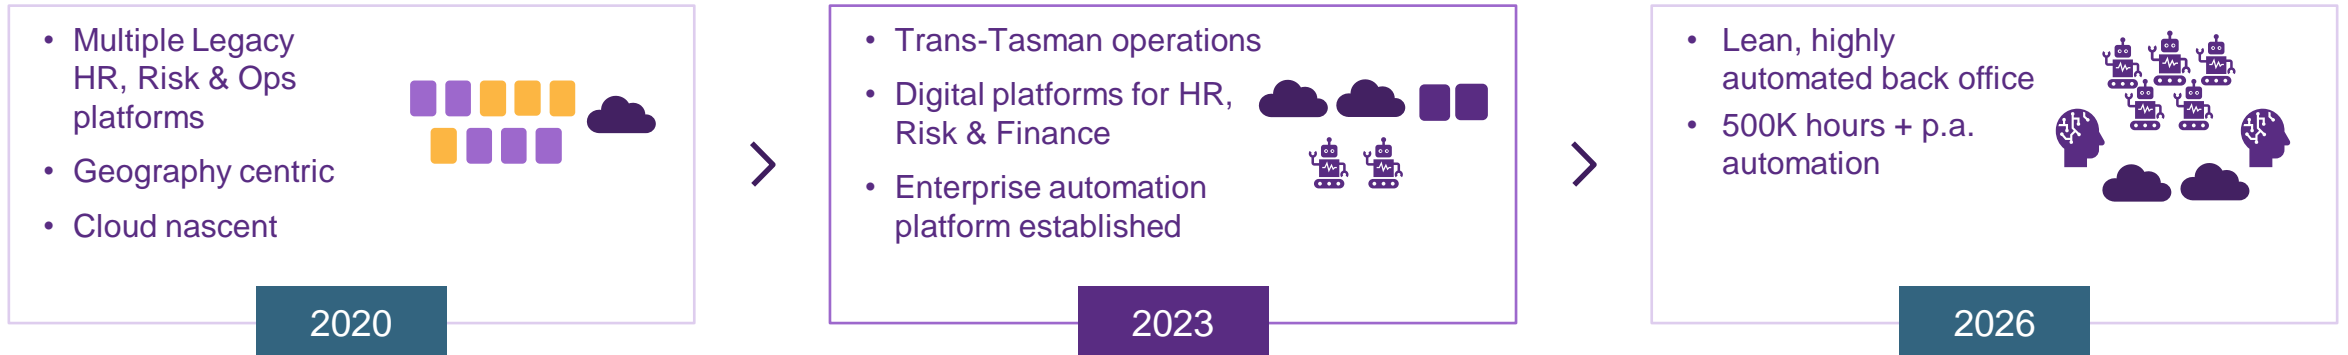 • Multiple Legacy
HR, Risk & Ops
platforms
• Geography centric
• Cloud nascent
2020
• Trans-Tasman operations
• Digital platforms for HR,
Risk & Finance
• Enterprise automation
platform established
2023
• Lean, highly
automated back office
• 500K hours + p.a.
automation
2026